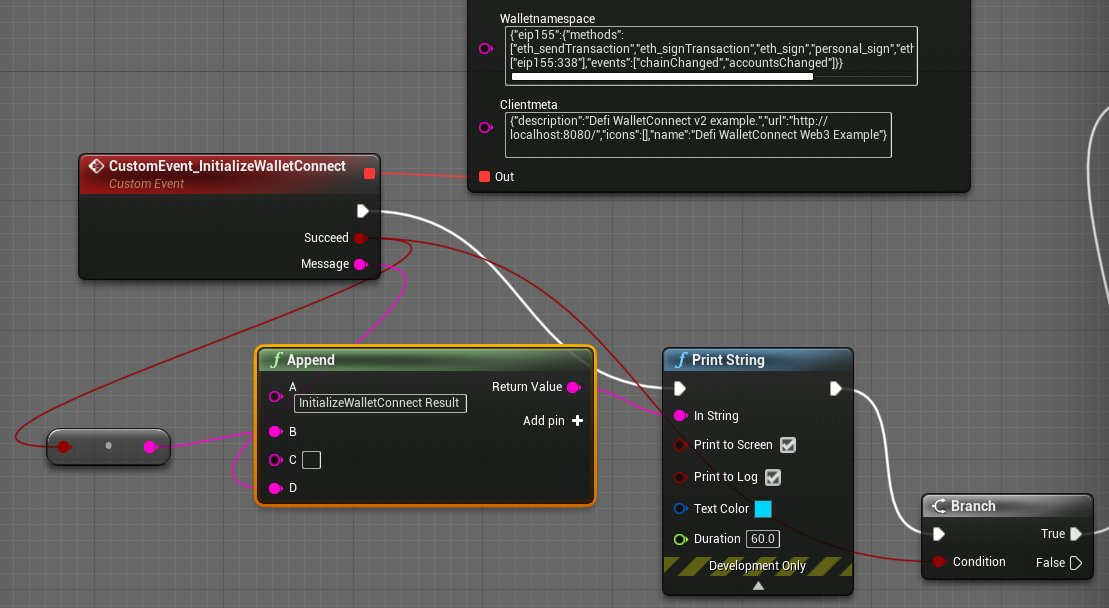 Walletnamespace
{"eip155":{"methods":
["eth_sendTransaction","eth_signTransaction","eth_sign","personal_sign","eth
["eip155:338"],"events":["chainChanged","accountsChanged"]}}
Clientmeta
{"description":"Defi WalletConnect v2 example.","url":"http://
localhost:8080/","icons":[],"name":"Defi WalletConnect Web3 Example"}
Out
CustomEvent_InitializeWalletConnect
Custom Event
Succeed
Message
f Append
A
InitializeWalletConnect Result
Return Value
Add pin +
B
C
D
f Print String
In String
Print to Screen
Print to Log
Text Color
Duration 60.0
Development Only
Branch
True
Condition
False